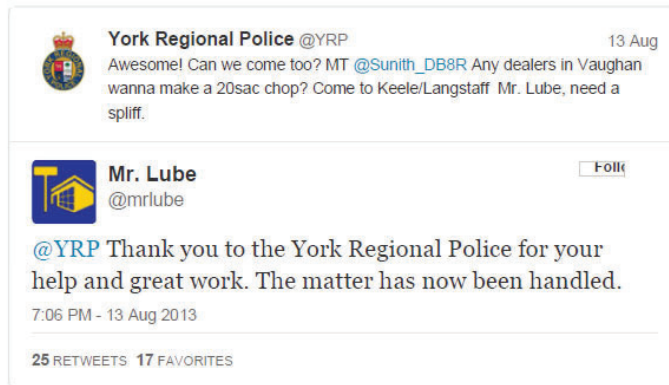 York Regional Police @YRP 13 Aug
Awesome! Can we come too? MT @Sunith_DB8R Any dealers in Vaughan
wanna make a 20sac chop? Come to Keele/Langstaff Mr. Lube, need a
spliff.
Mr. Lube
@mrlube
@YRP Thank you to the York Regional Police for your
help and great work. The matter has now been handled.
7:06 PM - 13 Aug 2013
25 RETWEETS 17 FAVORITES